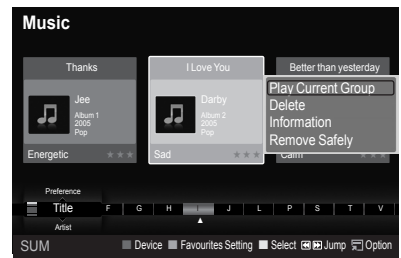 Music
Thanks
I Love You
Better than yesterday
Jee
Album 1
2005
Pop
Darby
Album 2
2005
Pop
Play Current Group
Delete
Information
Remove Safely
Energetic
Sad
Calm
Preference
Title F G H I J L P S T V
Artist
SUM Device Favourites Setting Select Jump Option